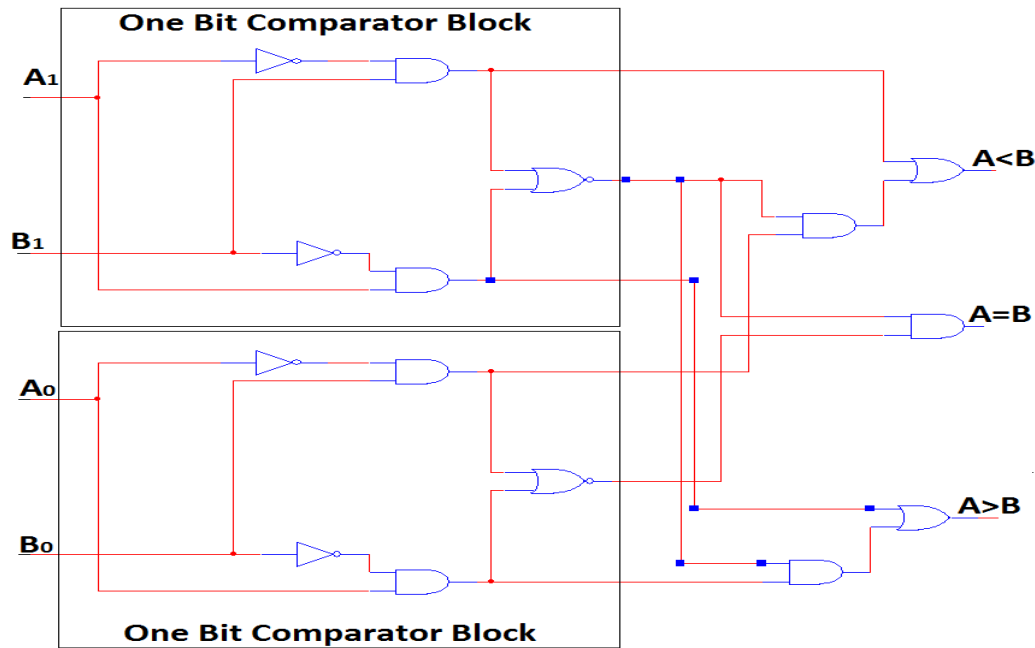 One Bit Comparator Block
A₁
A<B
B₁
A=B
A₀
A>B
B₀
One Bit Comparator Block